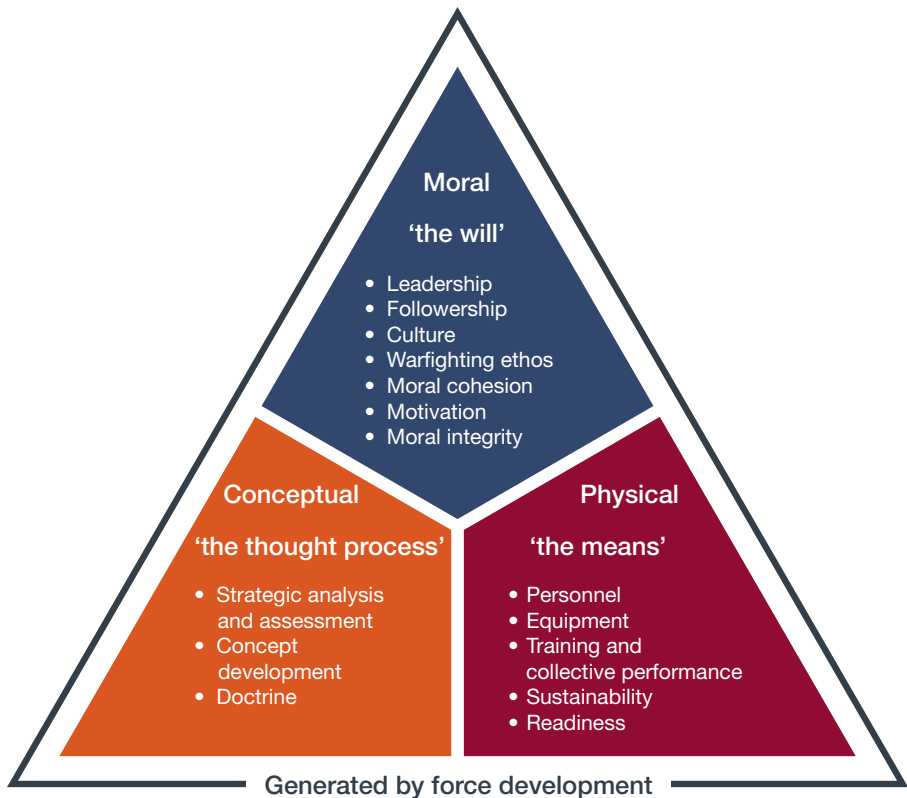 Moral
‘the will’
• Leadership
• Followership
• Culture
• Warfighting ethos
• Moral cohesion
• Motivation
• Moral integrity
Conceptual
‘the thought process’
• Strategic analysis
and assessment
• Concept
development
• Doctrine
Physical
‘the means’
• Personnel
• Equipment
• Training and
collective performance
• Sustainability
• Readiness
Generated by force development